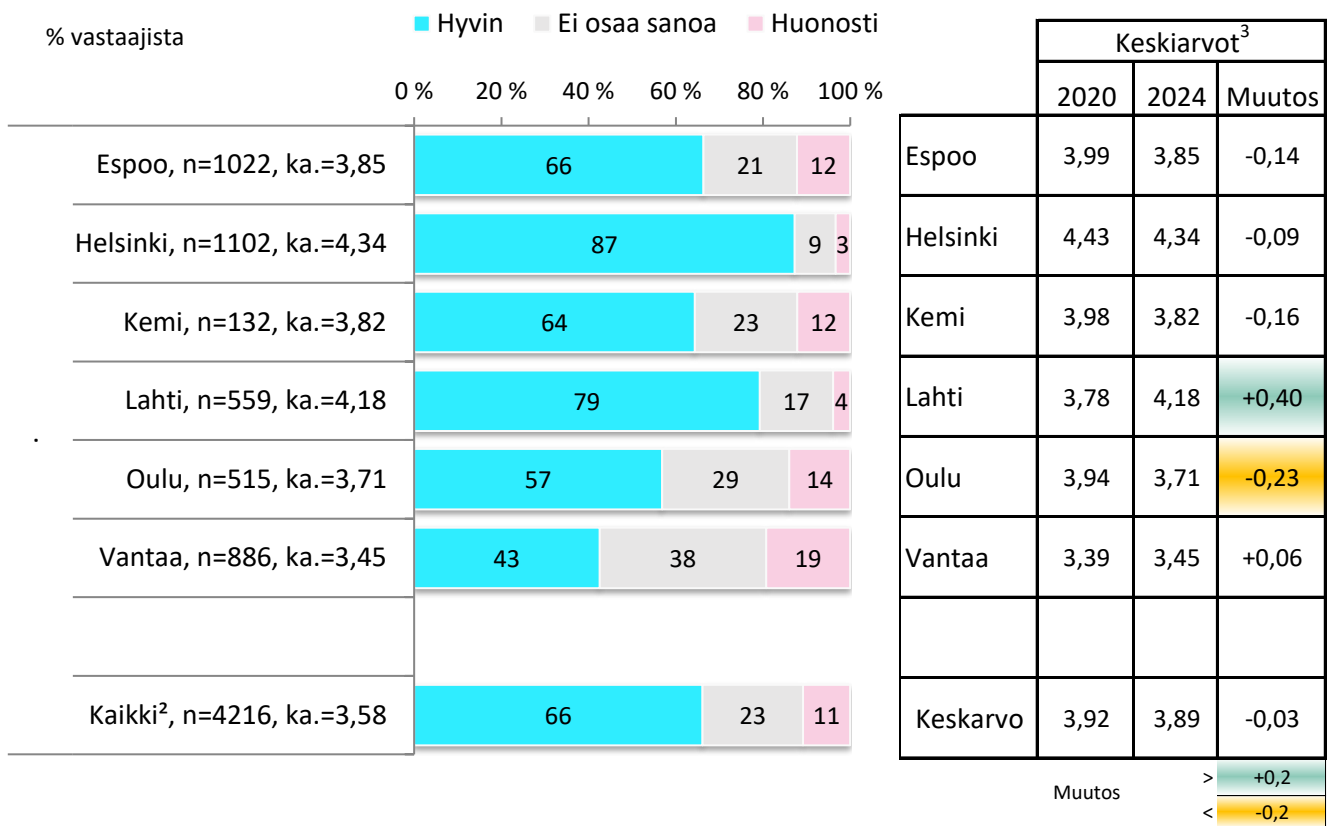 % vastaajista
Hyvin Ei osaa sanoa Huonosti
0 % 20 % 40 % 60 % 80 % 100 %
Espoo, n=1022, ka.=3,85 66 21 12
Helsinki, n=1102, ka.=4,34 87 9 3
Kemi, n=132, ka.=3,82 64 23 12
Lahti, n=559, ka.=4,18 79 17 4
.
Oulu, n=515, ka.=3,71 57 29 14
Vantaa, n=886, ka.=3,45 43 38 19
Kaikki², n=4216, ka.=3,58 66 23 11
Keskiarvot³
2020 2024 Muutos
Espoo 3,99 3,85 -0,14
Helsinki 4,43 4,34 -0,09
Kemi 3,98 3,82 -0,16
Lahti 3,78 4,18 +0,40
Oulu 3,94 3,71 -0,23
Vantaa 3,39 3,45 +0,06
Keskarvo 3,92 3,89 -0,03
Muutos
> +0,2
< -0,2